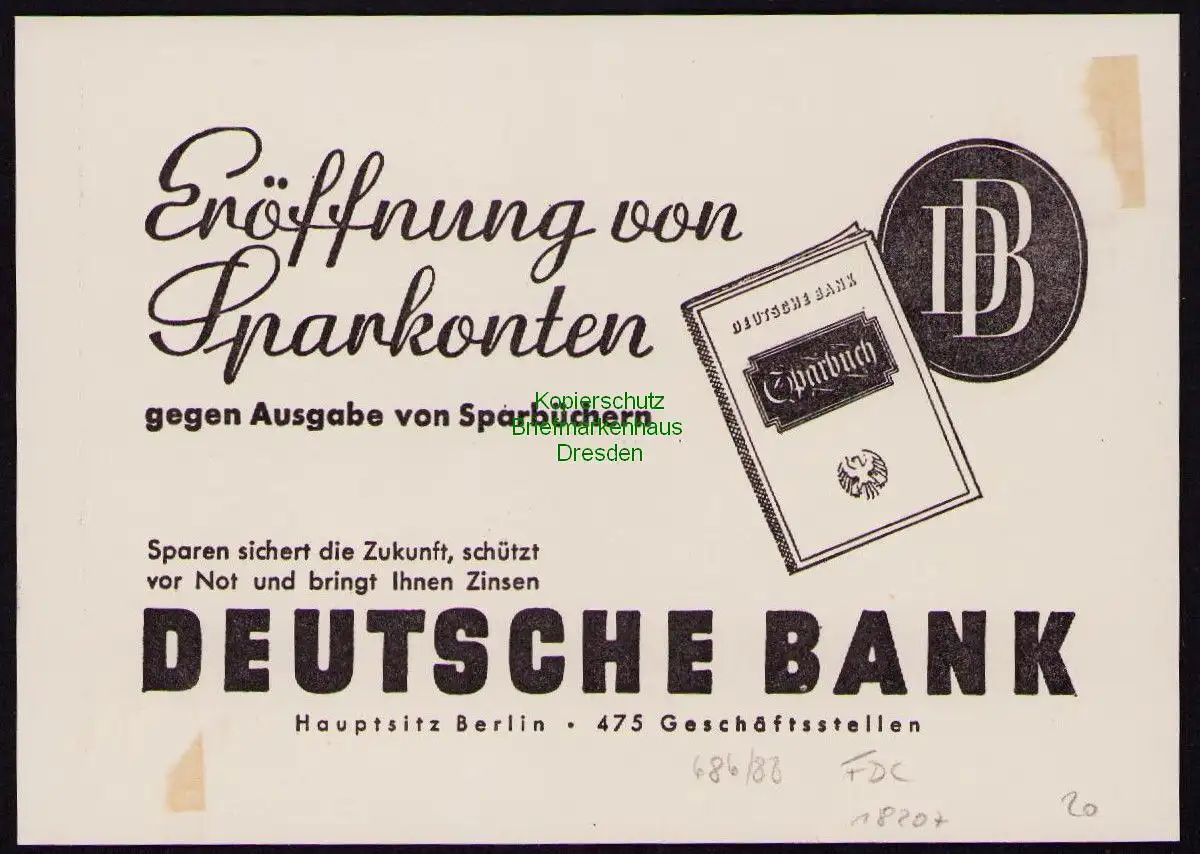 Eröffnung von
Sparkonten
gegen Ausgabe von Sparbüchern
DB
DEUTSCHE BANK
Sparbuch
Kopierschutz
Briefmarkenhaus
Dresden
Sparen sichert die Zukunft, schützt
vor Not und bringt Ihnen Zinsen
DEUTSCHE BANK
Hauptsitz Berlin • 475 Geschäftsstellen
686/88 FDC
18207
20